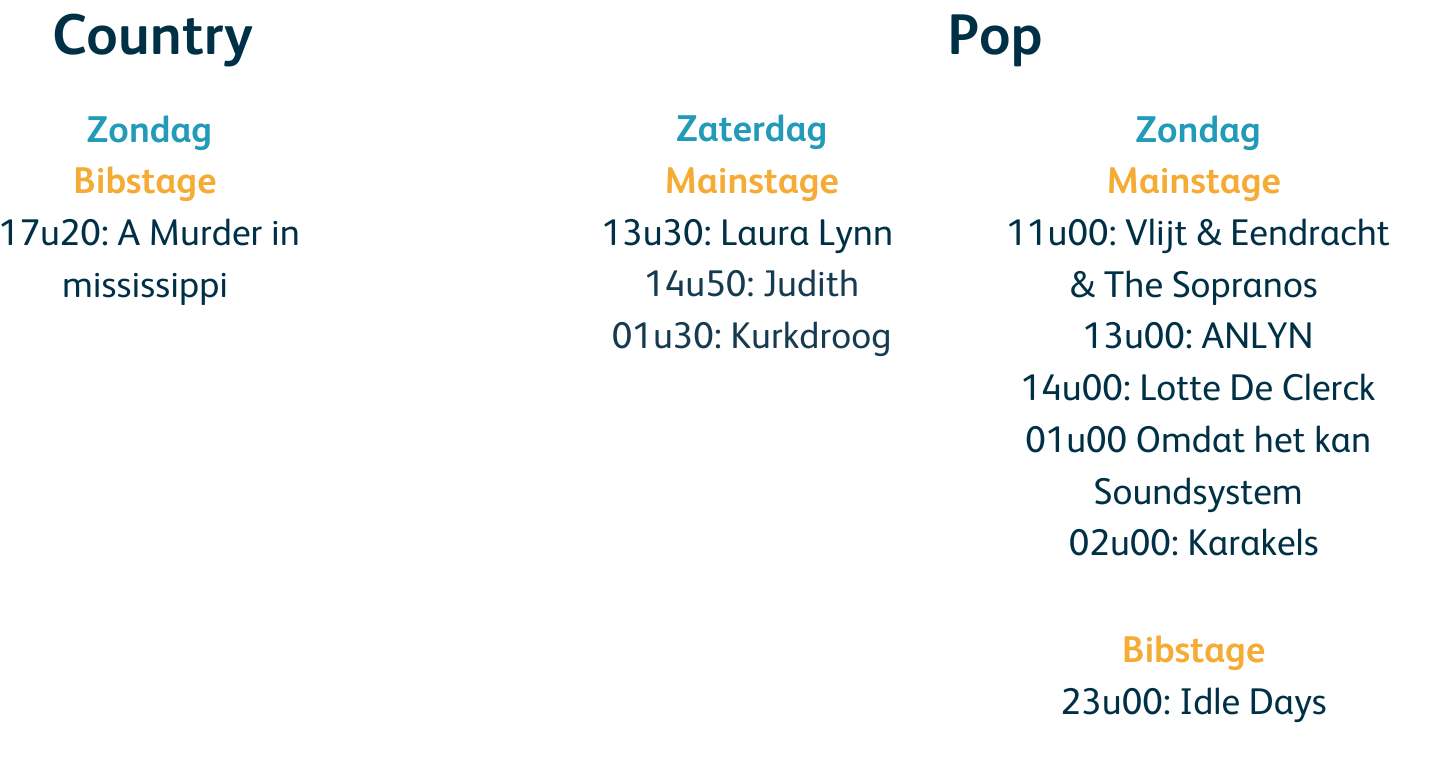 Country
Zondag
Bibstage
17u20: A Murder in
mississippi
Pop
Zaterdag
Mainstage
13u30: Laura Lynn
14u50: Judith
01u30: Kurkdroog
Zondag
Mainstage
11u00: Vlijt & Eendracht
& The Sopranos
13u00: ANLYN
14u00: Lotte De Clerck
01u00 Omdat het kan
Soundsystem
02u00: Karakels
Bibstage
23u00: Idle Days